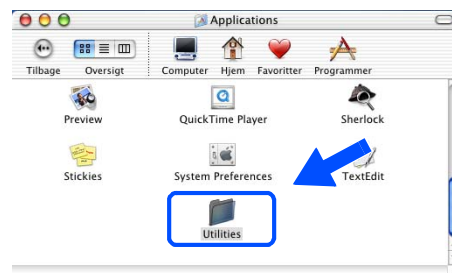 Applications
Tilbage Oversigt Computer Hjem Favoritter Programmer
Preview QuickTime Player Sherlock
Stickies System Preferences TextEdit
Utilities